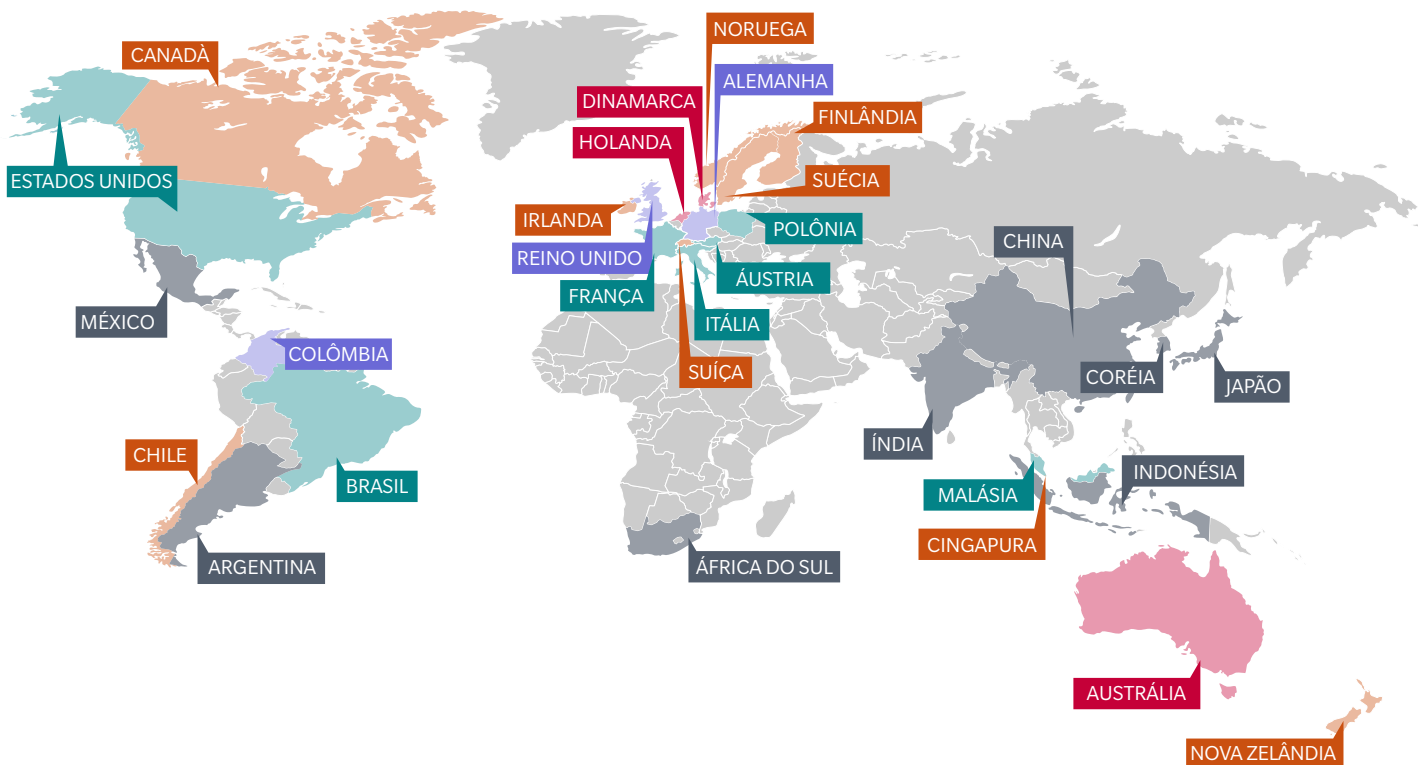 NORUEGA
CANADÀ
ALEMANHA
DINAMARCA
FINLÂNDIA
HOLANDA
ESTADOS UNIDOS
SUÉCIA
IRLANDA
POLÔNIA
CHINA
REINO UNIDO
ÁUSTRIA
FRANÇA
MÉXICO
ITÁLIA
COLÔMBIA
SUÍÇA
CORÉIA
JAPÃO
ÍNDIA
CHILE
INDONÉSIA
BRASIL
MALÁSIA
CINGAPURA
ARGENTINA
ÁFRICA DO SUL
AUSTRÁLIA
NOVA ZELÂNDIA